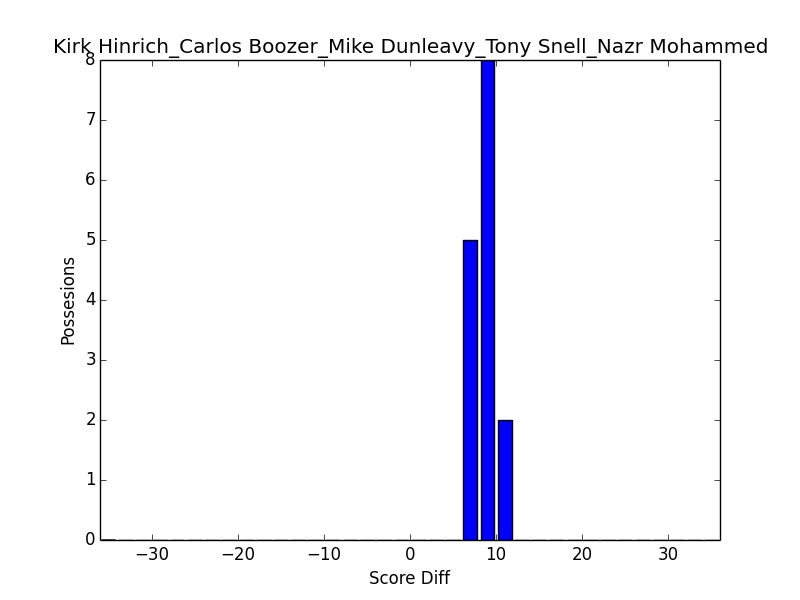 Kirk Hinrich_Carlos Boozer_Mike Dunleavy_Tony Snell_Nazr Mohammed
8
7
6
5
4
3
2
1
0
Possesions
−30 −20 −10 0 10 20 30
Score Diff